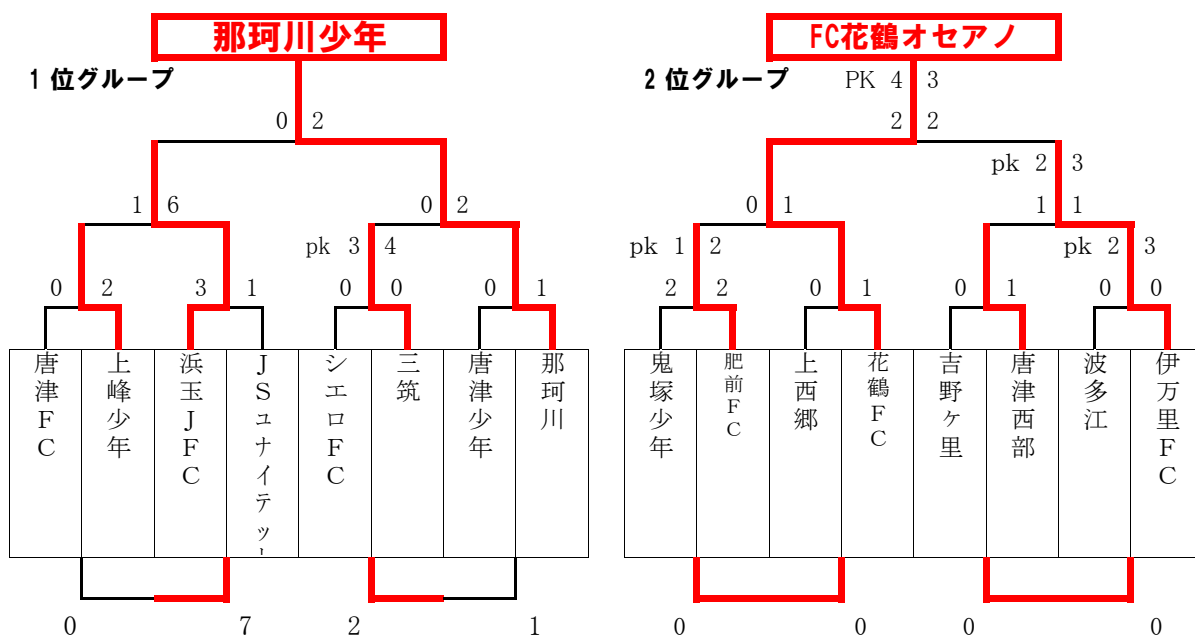 那珂川少年
FC花鶴オセアノ
1位グループ
2位グループ
PK 4 3
0 2
2 2
pk 2 3
1 6
0 2
0 1
1 1
pk 3 4
pk 1 2
pk 2 3
0 2 3 1 0 0 0 1
2 2 0 1 0 1 0 0
唐津FC
上峰少年
浜玉JFC
JSユナイテッ
シエロFC
三筑
唐津少年
那珂川
鬼塚少年
肥前FC
上西郷
花鶴FC
吉野ヶ里
唐津西部
波多江
伊万里FC
0 7 2 1
0 0 0 0